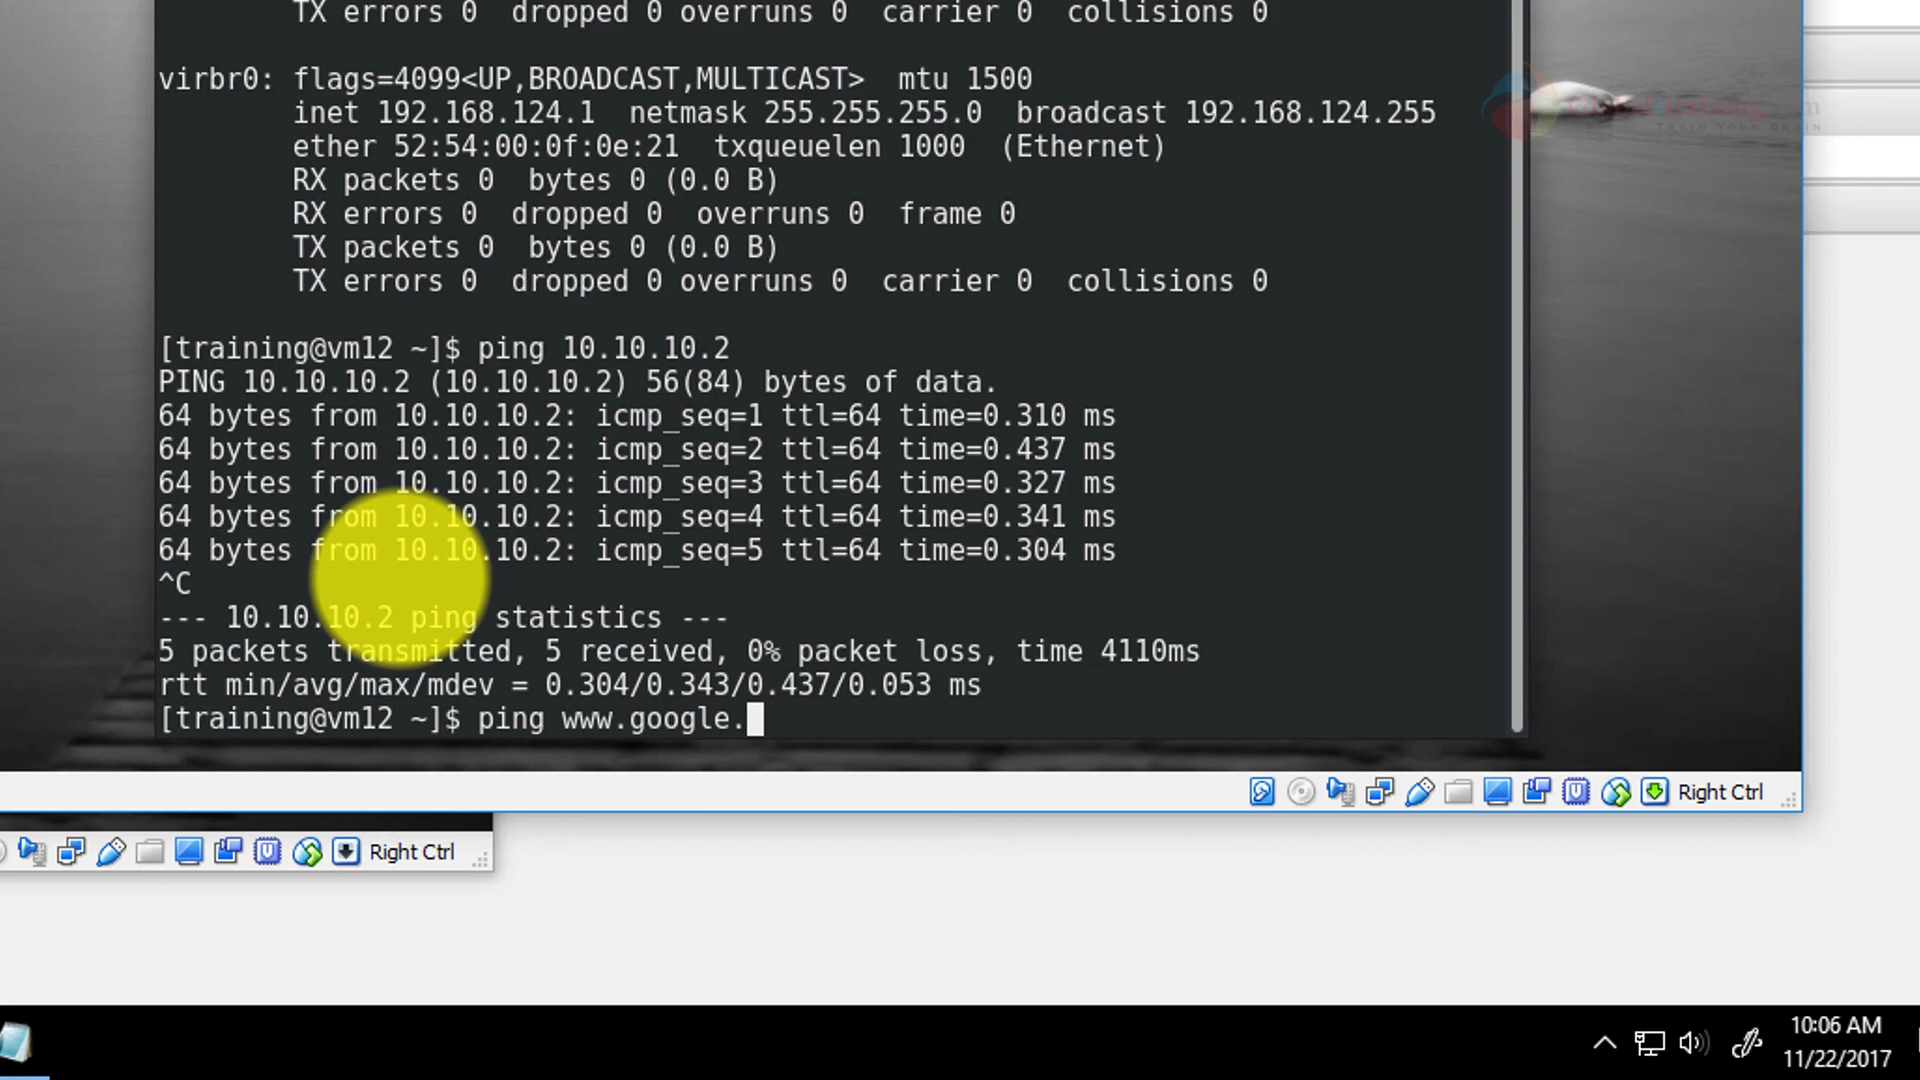 TX errors 0  dropped 0 overruns 0  carrier 0  collisions 0
virbr0: flags=4099<UP,BROADCAST,MULTICAST>  mtu 1500
inet 192.168.124.1  netmask 255.255.255.0  broadcast 192.168.124.255
ether 52:54:00:0f:0e:21  txqueuelen 1000  (Ethernet)
RX packets 0  bytes 0 (0.0 B)
RX errors 0  dropped 0  overruns 0  frame 0
TX packets 0  bytes 0 (0.0 B)
TX errors 0  dropped 0 overruns 0  carrier 0  collisions 0
[training@vm12 ~]$ ping 10.10.10.2
PING 10.10.10.2 (10.10.10.2) 56(84) bytes of data.
64 bytes from 10.10.10.2: icmp_seq=1 ttl=64 time=0.310 ms
64 bytes from 10.10.10.2: icmp_seq=2 ttl=64 time=0.437 ms
64 bytes from 10.10.10.2: icmp_seq=3 ttl=64 time=0.327 ms
64 bytes from 10.10.10.2: icmp_seq=4 ttl=64 time=0.341 ms
64 bytes from 10.10.10.2: icmp_seq=5 ttl=64 time=0.304 ms
^C
--- 10.10.10.2 ping statistics ---
5 packets transmitted, 5 received, 0% packet loss, time 4110ms
rtt min/avg/max/mdev = 0.304/0.343/0.437/0.053 ms
[training@vm12 ~]$ ping www.google.
Right Ctrl
Right Ctrl
10:06 AM
11/22/2017